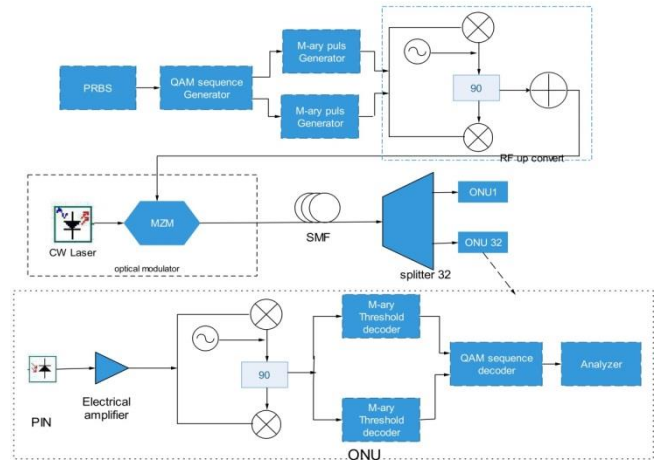 M-ary puls
Generator
PRBS
QAM sequence
Generator
M-ary puls
Generator
90
RF up convert
MZM
CW Laser
optical modulator
SMF
ONU1
ONU 32
splitter 32
M-ary
Threshold
decoder
90
QAM sequence
decoder
Analyzer
PIN
Electrical
amplifier
M-ary
Threshold
decoder
ONU